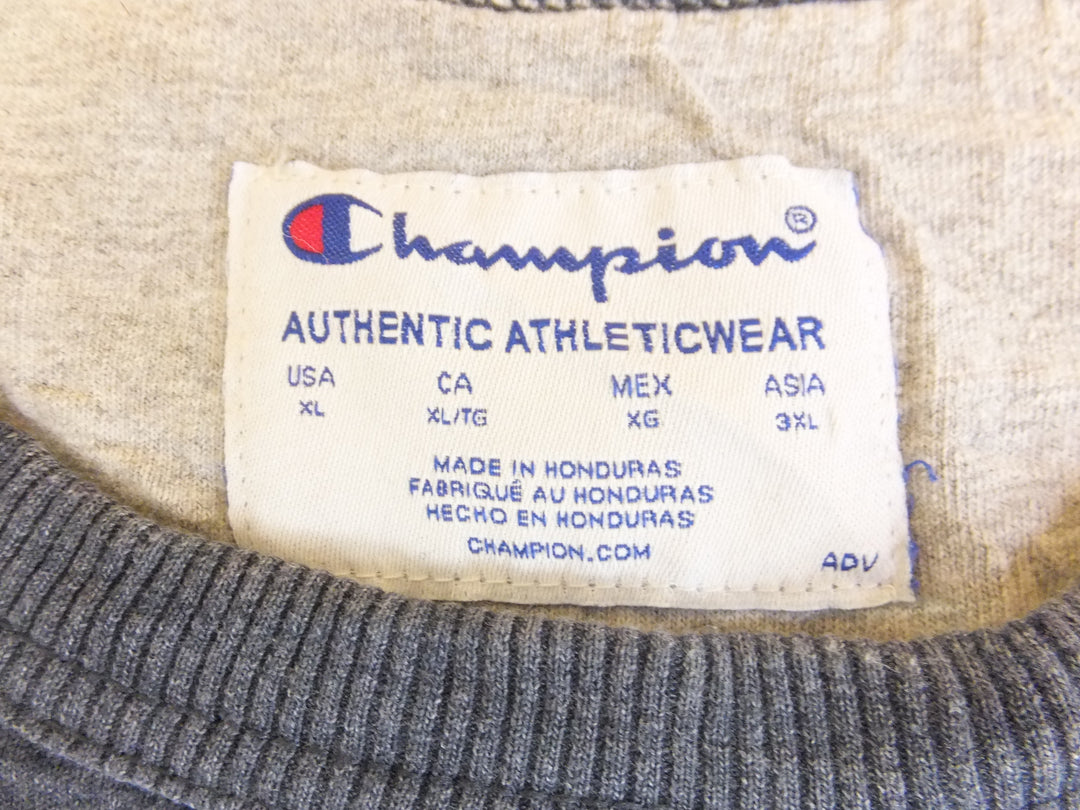 Champion®
AUTHENTIC ATHLETICWEAR
USA CA MEX ASIA
XL XL/TG XG 3XL
MADE IN HONDURAS
FABRIQUÉ AU HONDURAS
HECHO EN HONDURAS
CHAMPION.COM
ADV